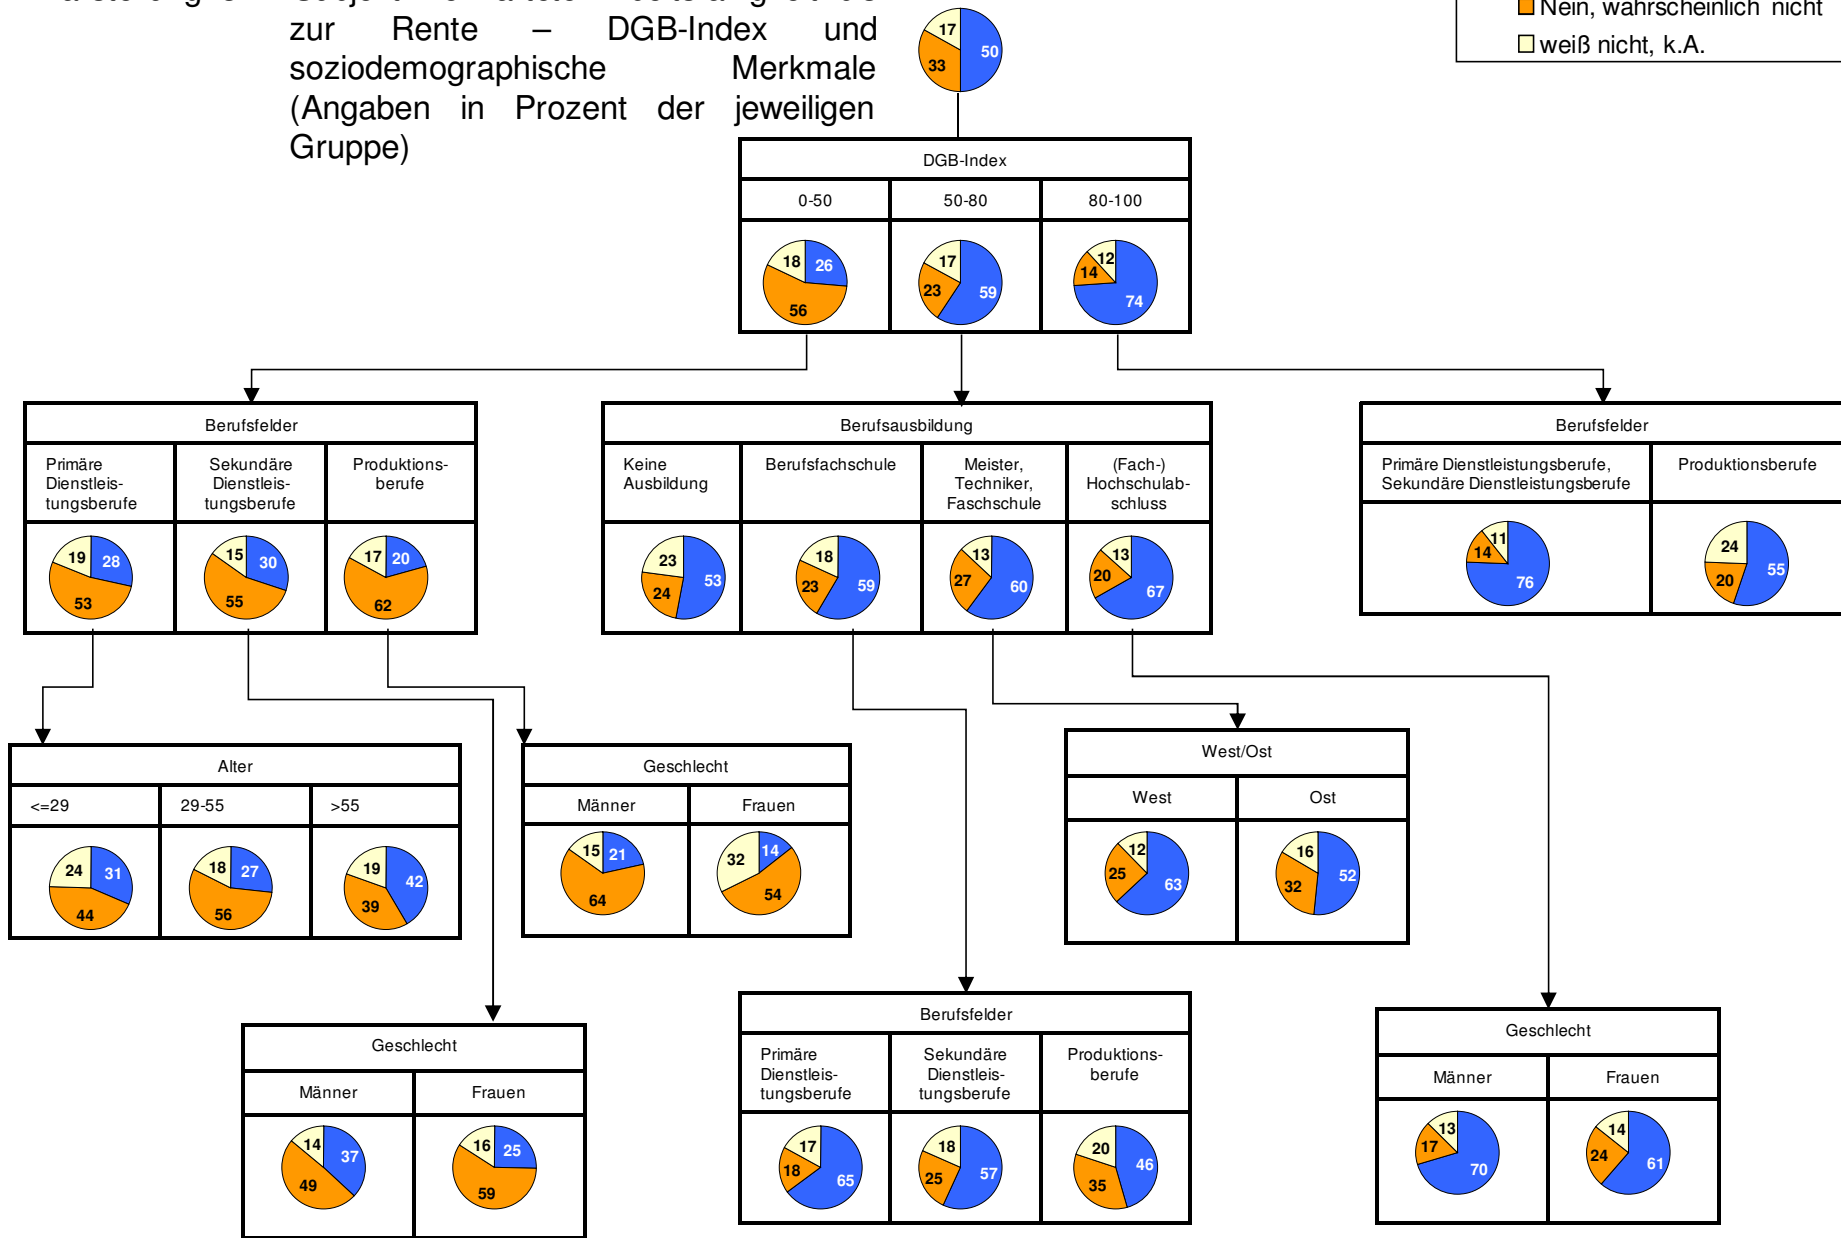 zur Rente – DGB-Index und
soziodemographische Merkmale
(Angaben in Prozent der jeweiligen
Gruppe)
17
50
33
Nein, wahrscheinlich nicht
weiß nicht, k.A.
DGB-Index
0-50 50-80 80-100
18 26 56
17 59 23
12 14 74
Berufsfelder
Primäre
Dienstleis-
tungsberufe
Sekundäre
Dienstleis-
tungsberufe
Produktions-
berufe
19 28 53
15 30 55
17 20 62
Berufsausbildung
Keine
Ausbildung
Berufsfachschule
Meister,
Techniker,
Faschschule
(Fach-)
Hochschulab-
schluss
23 53 24
18 59 23
13 27 60
13 20 67
Berufsfelder
Primäre Dienstleistungsberufe,
Sekundäre Dienstleistungsberufe
Produktionsberufe
11 14 76
24 55 20
Alter
<=29 29-55 >55
24 31 44
18 27 56
19 42 39
Geschlecht
Männer Frauen
15 21 64
32 14 54
West/Ost
West Ost
12 25 63
16 52 32
Geschlecht
Männer Frauen
14 37 49
16 25 59
Berufsfelder
Primäre
Dienstleis-
tungsberufe
Sekundäre
Dienstleis-
tungsberufe
Produktions-
berufe
17 18 65
18 57 25
20 46 35
Geschlecht
Männer Frauen
13 17 70
14 24 61